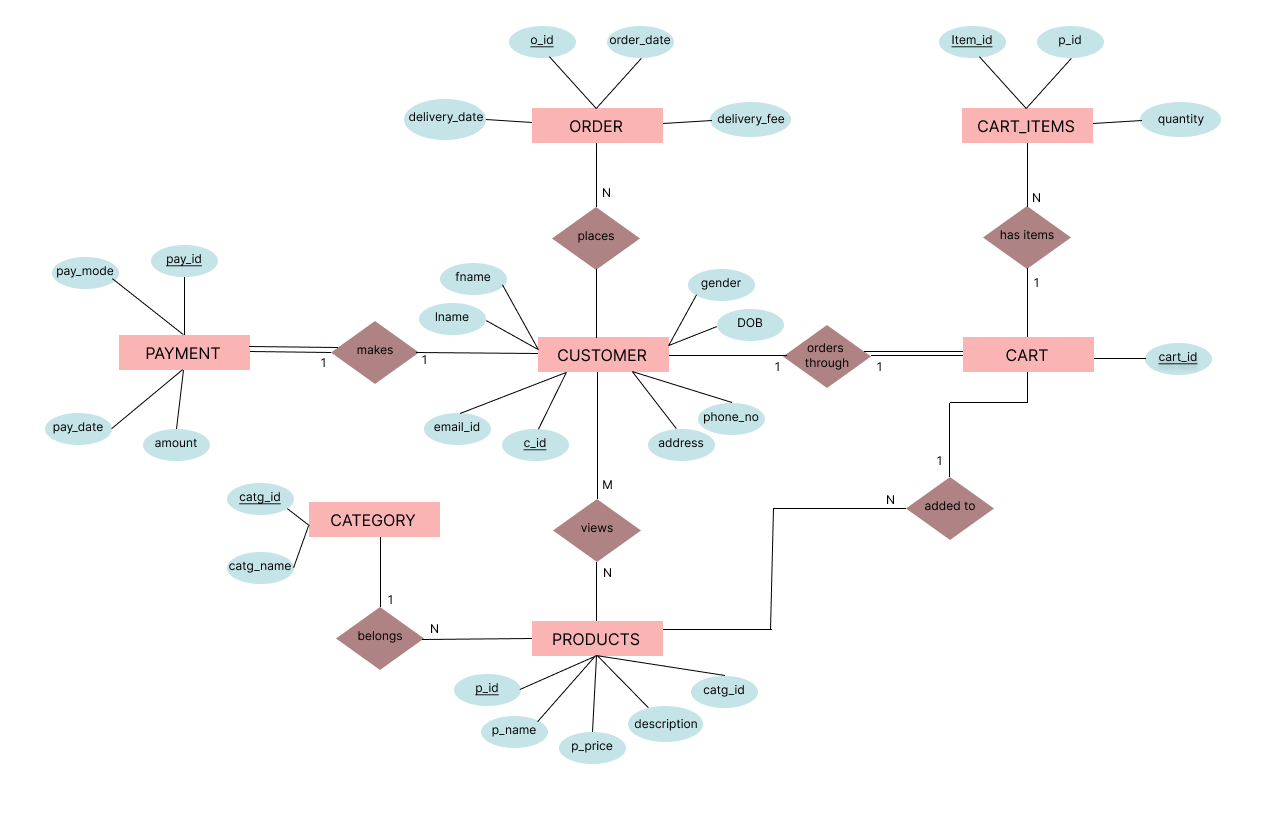 o_id
order_date
Item_id
p_id
delivery_date
ORDER
delivery_fee
CART_ITEMS
quantity
N
N
places
has items
pay_mode
pay_id
fname
gender
1
lname
DOB
PAYMENT
1
makes
1
CUSTOMER
1
orders
through
1
CART
cart_id
pay_date
amount
email_id
c_id
address
phone_no
1
M
N
added to
catg_id
CATEGORY
catg_name
views
N
1
belongs
N
PRODUCTS
p_id
p_name
p_price
description
catg_id